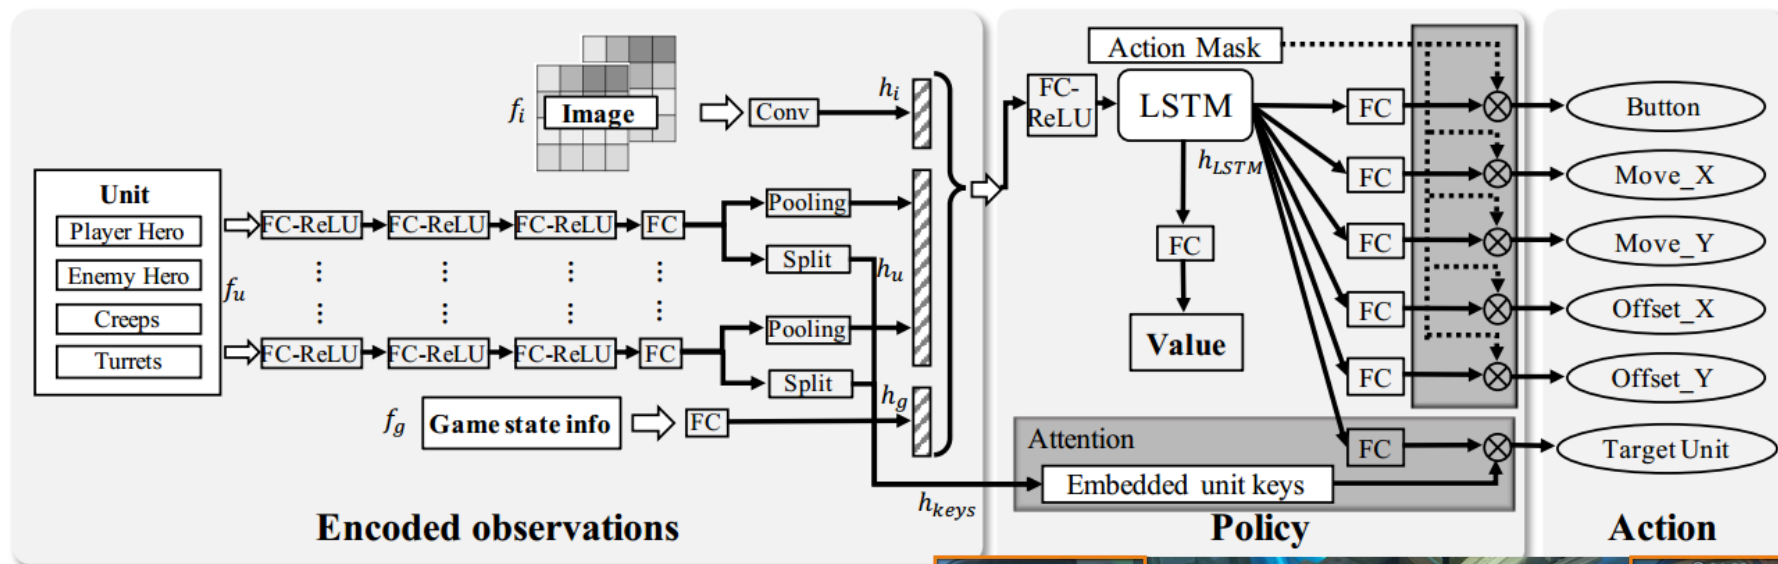 Image
f_i
Conv
h_i
Unit
Player Hero
Enemy Hero
Creeps
Turrets
f_u
FC-ReLU FC-ReLU FC-ReLU FC
Pooling
Split
h_u
FC-ReLU FC-ReLU FC-ReLU FC
Pooling
Split
f_g
Game state info
FC
h_g
h_keys
Encoded observations
Action Mask
FC-
ReLU
LSTM
h_LSTM
FC
Value
FC
FC
FC
FC
FC
Attention
FC
Embedded unit keys
Policy
Button
Move_X
Move_Y
Offset_X
Offset_Y
Target Unit
Action